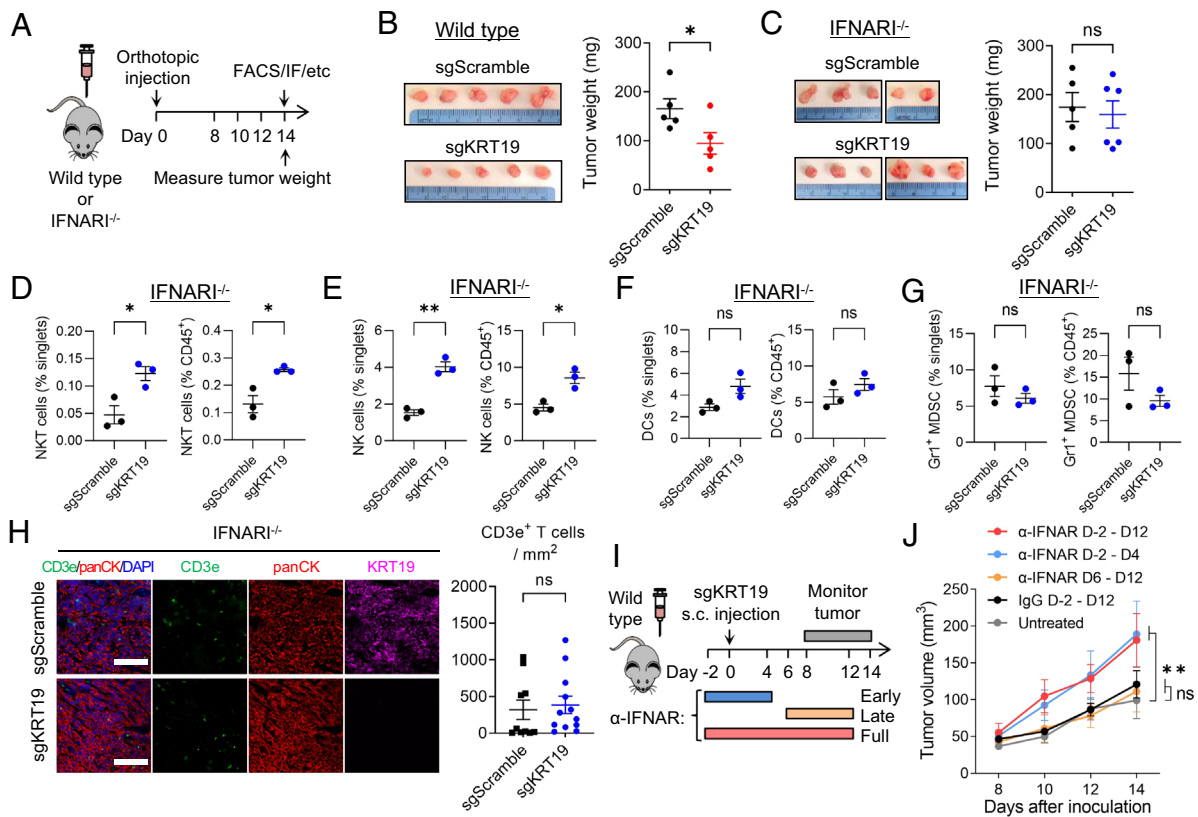 A
Orthotopic
injection
FACS/IF/etc
Day 0 8 10 12 14
Wild type
or
IFNARI-/-
Measure tumor weight
B
Wild type
sgScramble
sgKRT19
Tumor weight (mg)
300
200
100
0
*
sgScramble
sgKRT19
C
IFNARI-/-
sgScramble
sgKRT19
Tumor weight (mg)
300
200
100
0
ns
sgScramble
sgKRT19
D
IFNARI-/-
NKT cells (% singlets)
0.20
0.15
0.10
0.05
0.00
*
sgScramble
sgKRT19
NKT cells (% CD45+)
0.4
0.3
0.2
0.1
0.0
*
sgScramble
sgKRT19
E
IFNARI-/-
NK cells (% singlets)
6
4
2
0
**
sgScramble
sgKRT19
NK cells (% CD45+)
15
10
5
0
*
sgScramble
sgKRT19
F
IFNARI-/-
DCs (% singlets)
10
8
6
4
2
0
ns
sgScramble
sgKRT19
DCs (% CD45+)
15
10
5
0
ns
sgScramble
sgKRT19
G
IFNARI-/-
Gr1+ MDSC (% singlets)
15
10
5
0
ns
sgScramble
sgKRT19
Gr1+ MDSC (% CD45+)
25
20
15
10
5
0
ns
sgScramble
sgKRT19
H
IFNARI-/-
CD3e/panCK/DAPI CD3e panCK KRT19
sgScramble
sgKRT19
CD3e+ T cells
/ mm2
2000
1500
1000
500
0
ns
sgScramble
sgKRT19
I
Wild
type
sgKRT19
s.c. injection
Monitor
tumor
Day -2 0 4 6 8 12 14
α-IFNAR:
Early
Late
Full
J
α-IFNAR D-2 - D12
α-IFNAR D-2 - D4
α-IFNAR D6 - D12
IgG D-2 - D12
Untreated
Tumor volume (mm3)
250
200
150
100
50
0
**
ns
8 10 12 14
Days after inoculation